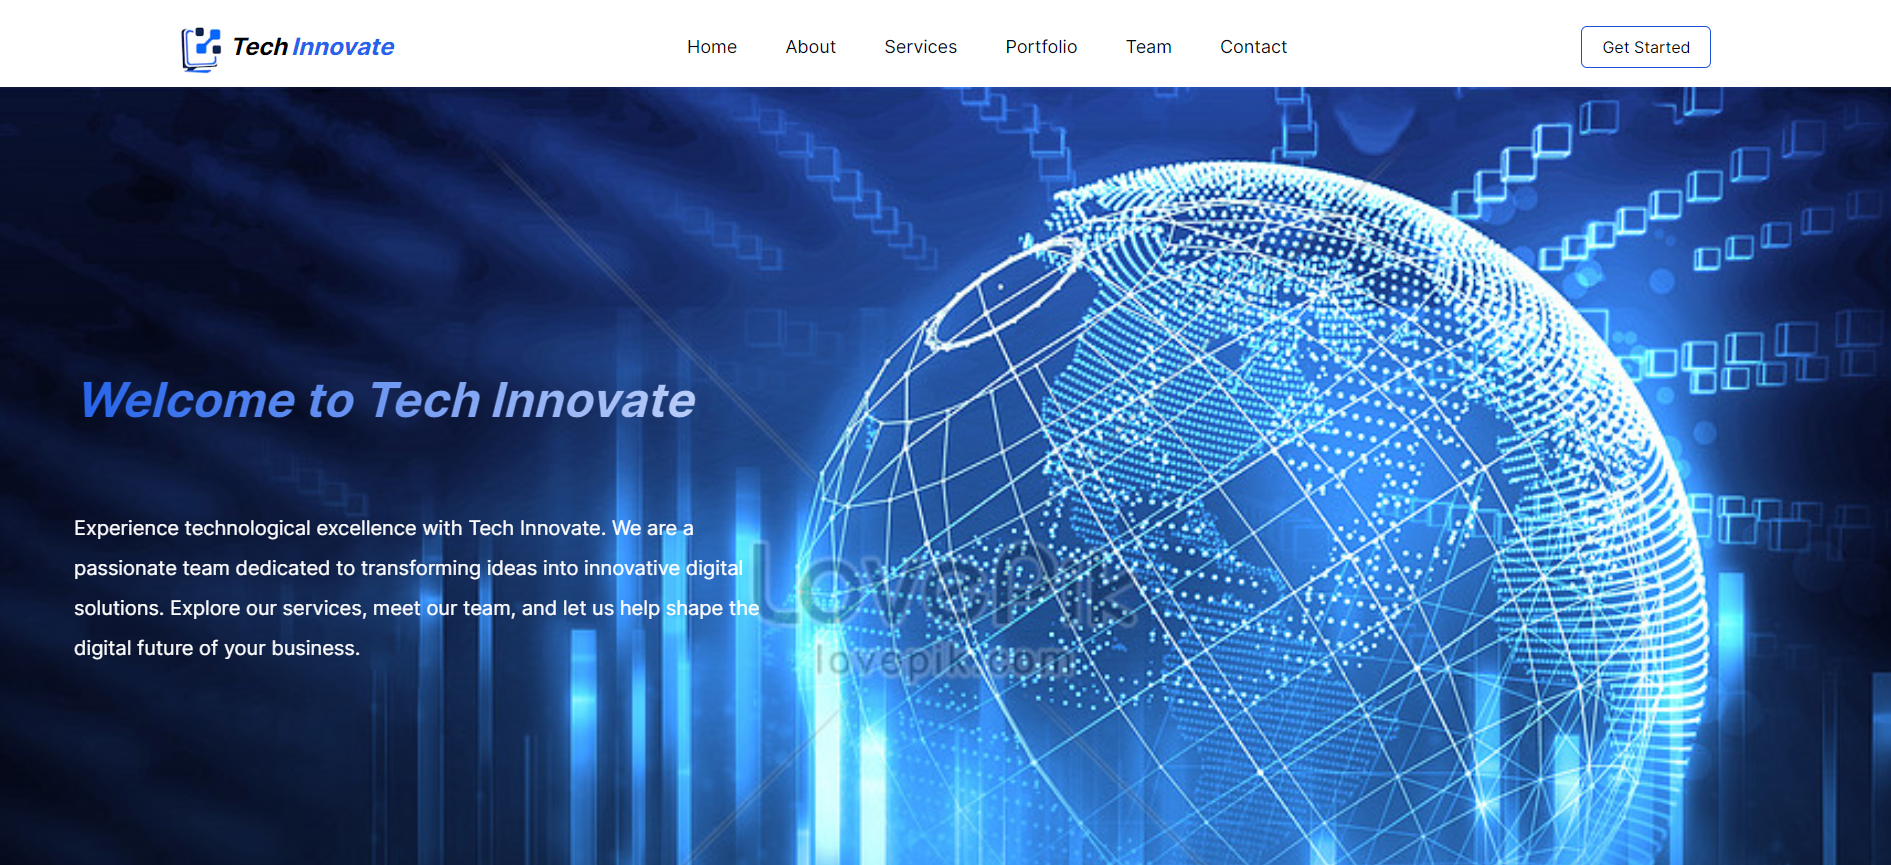 Tech Innovate
Home About Services Portfolio Team Contact
Get Started
Welcome to Tech Innovate
Experience technological excellence with Tech Innovate. We are a
passionate team dedicated to transforming ideas into innovative digital
solutions. Explore our services, meet our team, and let us help shape the
digital future of your business.
LovePik
lovepik.com